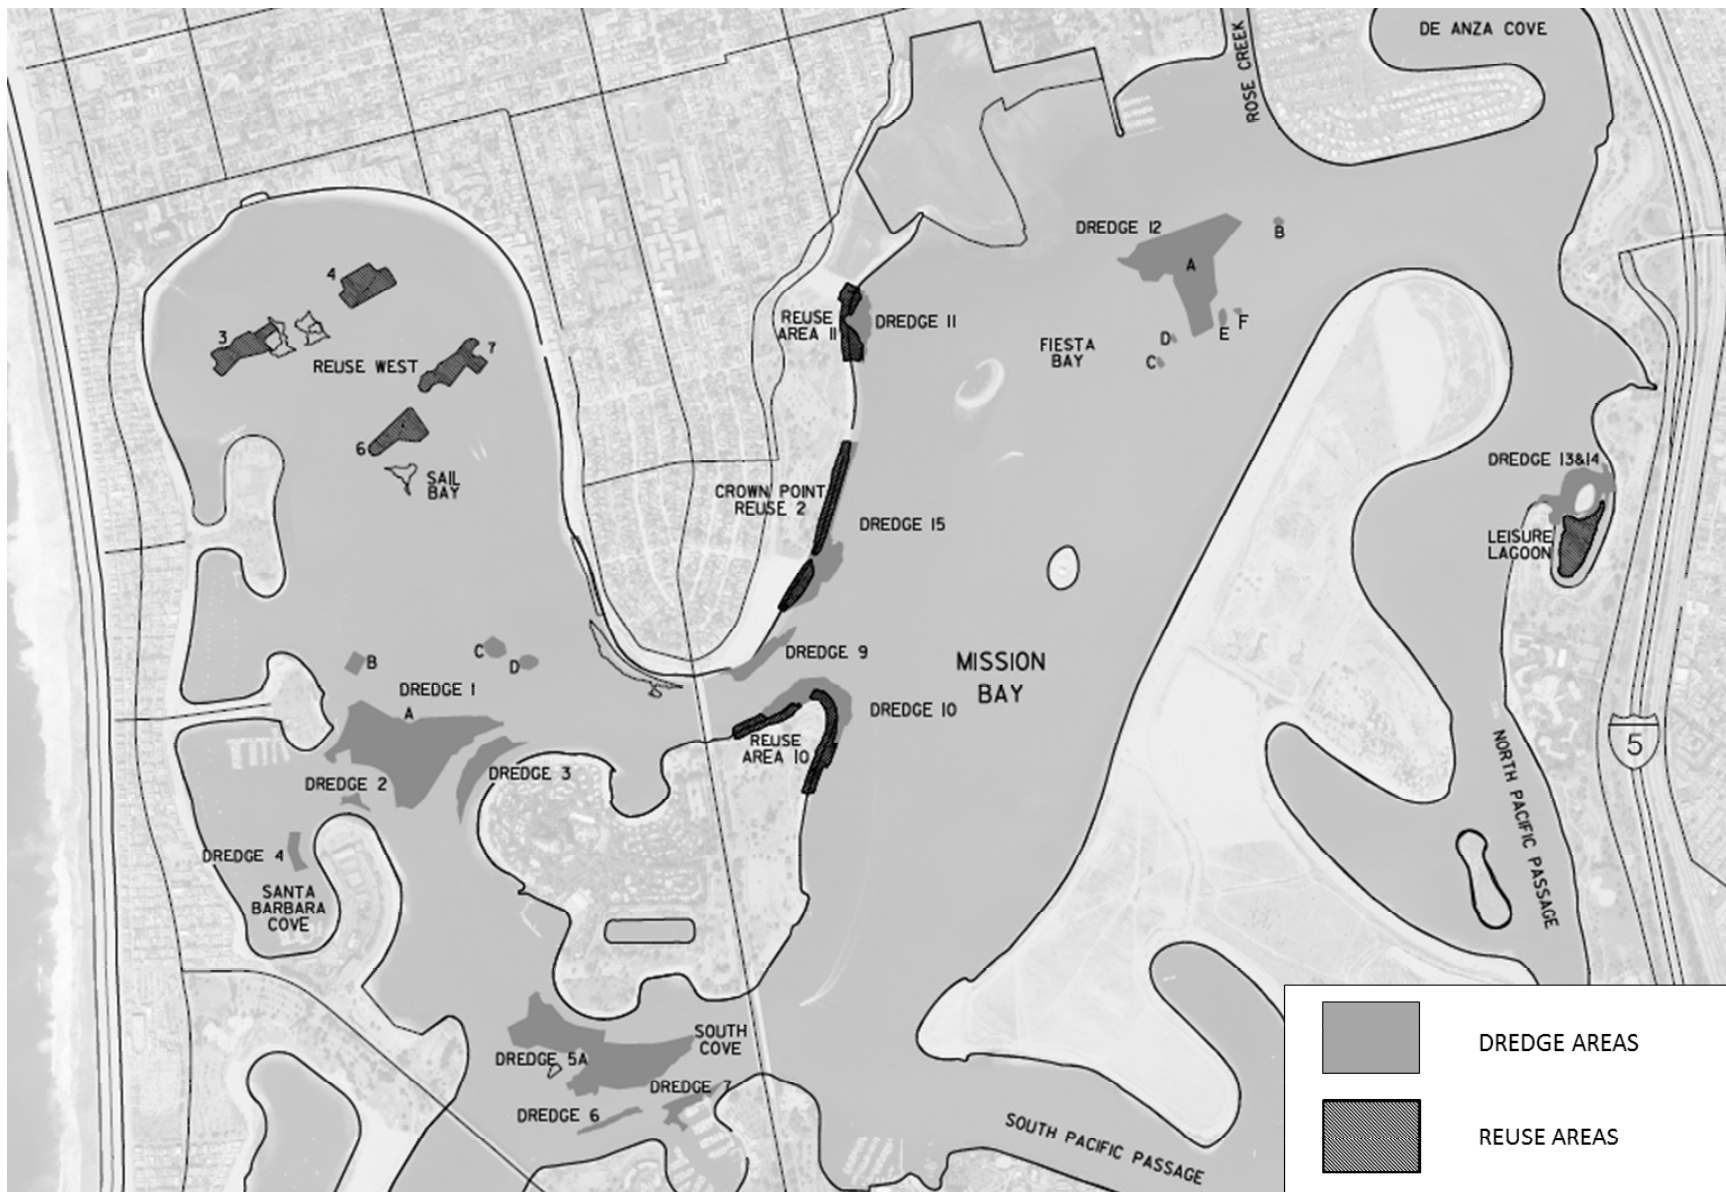 DE ANZA COVE
ROSE CREEK
DREDGE 12
B
A
4
3
REUSE WEST
7
6
SAIL
BAY
REUSE
AREA 11
DREDGE 11
FIESTA
BAY
D
E
F
C
CROWN POINT
REUSE 2
DREDGE 15
DREDGE 13&14
LEISURE
LAGOON
B
C
D
DREDGE 1
A
DREDGE 9
MISSION
BAY
DREDGE 10
REUSE
AREA 10
DREDGE 2
DREDGE 3
DREDGE 4
SANTA
BARBARA
COVE
5
NORTH PACIFIC PASSAGE
SOUTH
COVE
DREDGE 5A
DREDGE 7
DREDGE 6
SOUTH PACIFIC PASSAGE
DREDGE AREAS
REUSE AREAS